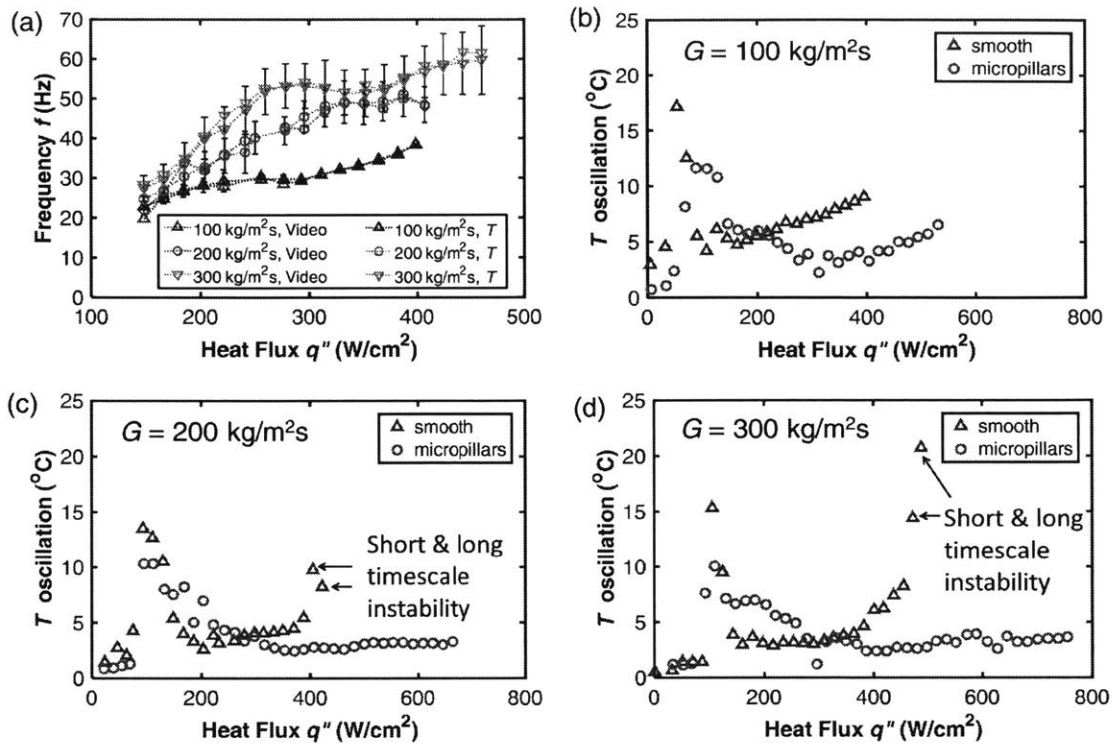 (a)
70
60
50
40
30
20
10
0
Frequency f (Hz)
100 kg/m²s, Video
200 kg/m²s, Video
300 kg/m²s, Video
100 kg/m²s, T
200 kg/m²s, T
300 kg/m²s, T
100 200 300 400 500
Heat Flux q" (W/cm²)
(b)
25
20
15
10
5
0
T oscillation (°C)
G = 100 kg/m²s
smooth
micropillars
0 200 400 600 800
Heat Flux q" (W/cm²)
(c)
25
20
15
10
5
0
T oscillation (°C)
G = 200 kg/m²s
smooth
micropillars
Short & long
timescale
instability
0 200 400 600 800
Heat Flux q" (W/cm²)
(d)
25
20
15
10
5
0
T oscillation (°C)
G = 300 kg/m²s
smooth
micropillars
Short & long
timescale
instability
0 200 400 600 800
Heat Flux q" (W/cm²)